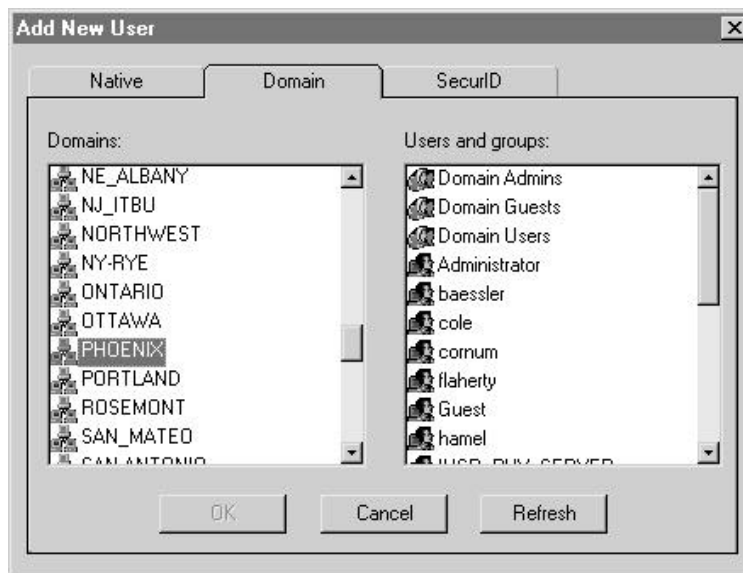 Add New User
Native
Domain
SecurID
Domains:
NE_ALBANY
NJ_ITBU
NORTHWEST
NY-RYE
ONTARIO
OTTAWA
PHOENIX
PORTLAND
ROSEMONT
SAN_MATEO
Users and groups:
Domain Admins
Domain Guests
Domain Users
Administrator
baessler
cole
cornum
flaherty
Guest
hamel
OK
Cancel
Refresh